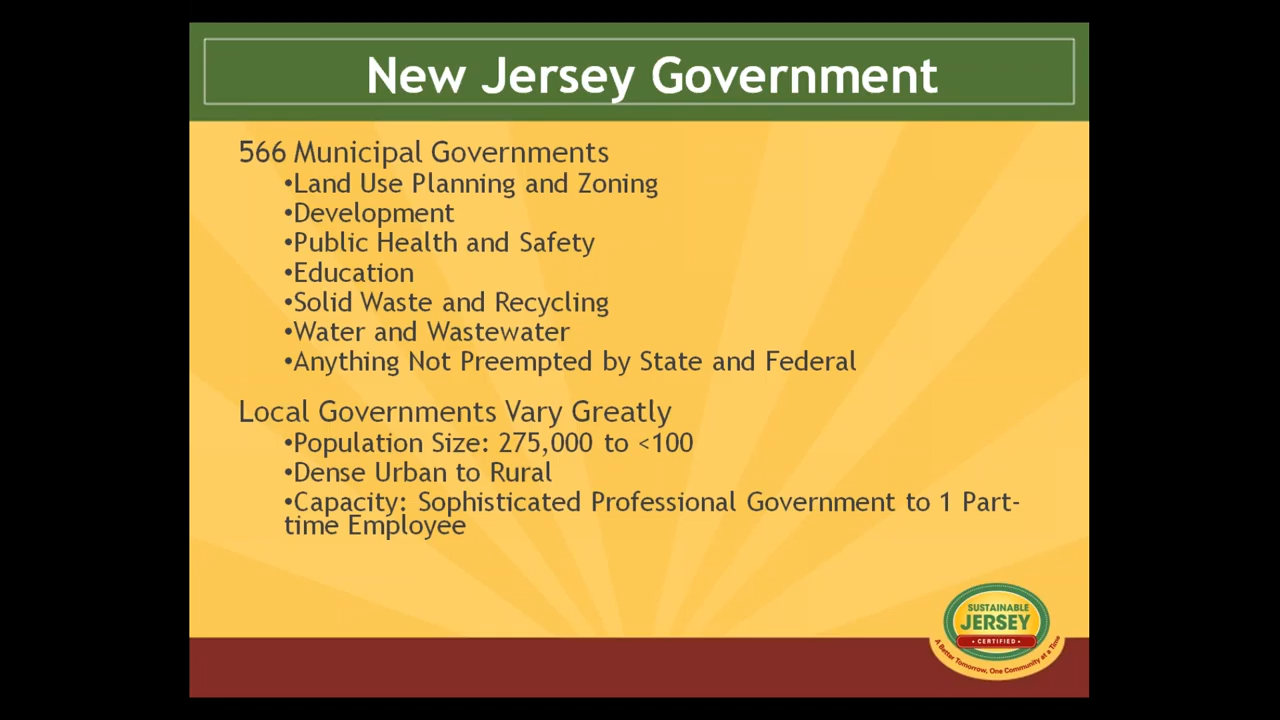 New Jersey Government
566 Municipal Governments
•Land Use Planning and Zoning
•Development
•Public Health and Safety
•Education
•Solid Waste and Recycling
•Water and Wastewater
•Anything Not Preempted by State and Federal
Local Governments Vary Greatly
•Population Size: 275,000 to <100
•Dense Urban to Rural
•Capacity: Sophisticated Professional Government to 1 Part-
time Employee
SUSTAINABLE
JERSEY
• CERTIFIED •
A Better Tomorrow, One Community at a Time